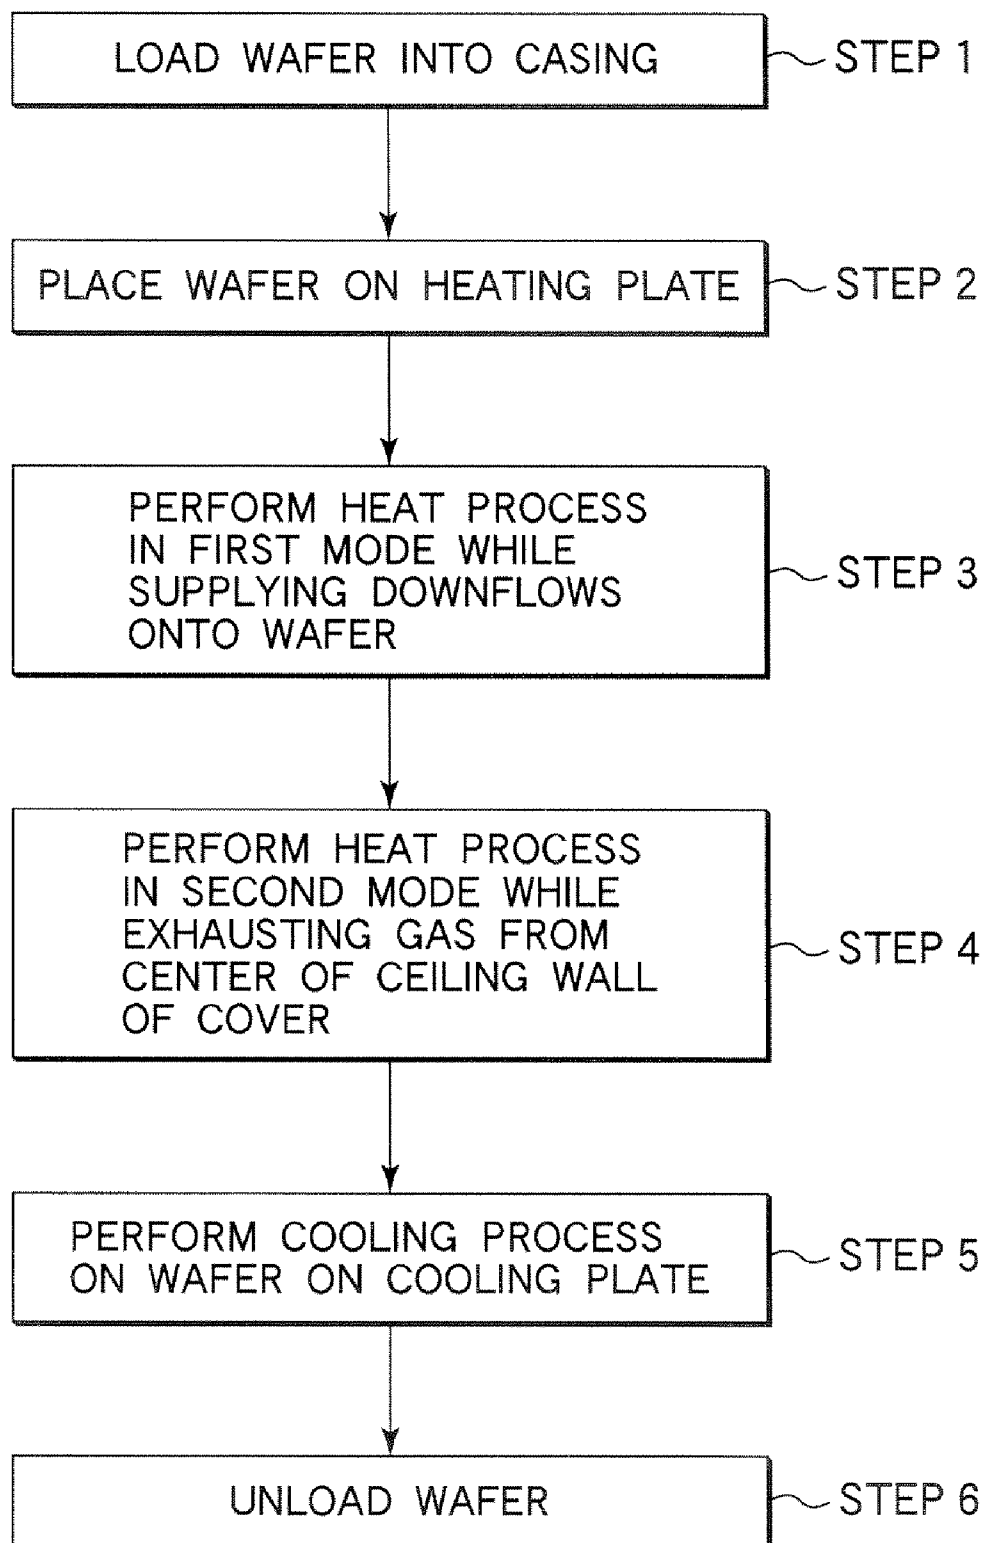 LOAD WAFER INTO CASING
STEP 1
PLACE WAFER ON HEATING PLATE
STEP 2
PERFORM HEAT PROCESS
IN FIRST MODE WHILE
SUPPLYING DOWNFLOWS
ONTO WAFER
STEP 3
PERFORM HEAT PROCESS
IN SECOND MODE WHILE
EXHAUSTING GAS FROM
CENTER OF CEILING WALL
OF COVER
STEP 4
PERFORM COOLING PROCESS
ON WAFER ON COOLING PLATE
STEP 5
UNLOAD WAFER
STEP 6